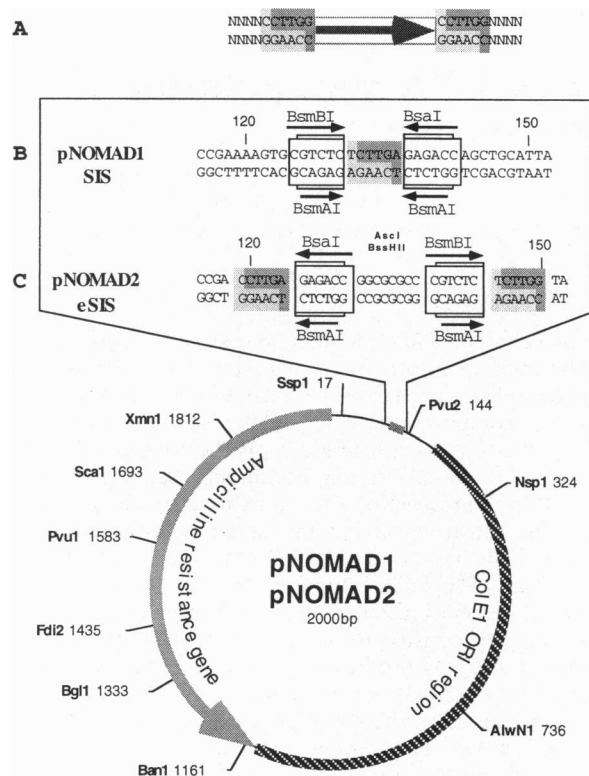 A
NNNNCCTTGG CCTTGGNNNN
NNNNGGAACC GGAACCNNNN
BsmBI BsaI
120 150
B pNOMAD1 SIS
CCGAAAAGTGCGTCTCTCTTGAGAGACCAGCTGCATTA
GGCTTTTCACGCAGAGAGAACTCTCTGGTCGACGTAAT
BsmAI BsmAI
AscI
BssHII
BsaI BsmBI
120 150
C pNOMAD2 eSIS
CCGA CCTTGA GAGACC GGCGCGCC CGTCTC TCTTGG TA
GGCT GGAACT CTCTGG CCGCGCGG GCAGAG AGAACC AT
BsmAI BsmAI
Ssp1 17
Pvu2 144
Xmn1 1812
Nsp1 324
Sca1 1693
Pvu1 1583
Fdi2 1435
Bgl1 1333
Ban1 1161
AlwN1 736
Ampicilline resistance gene
ColE1 ORI region
pNOMAD1
pNOMAD2
2000bp